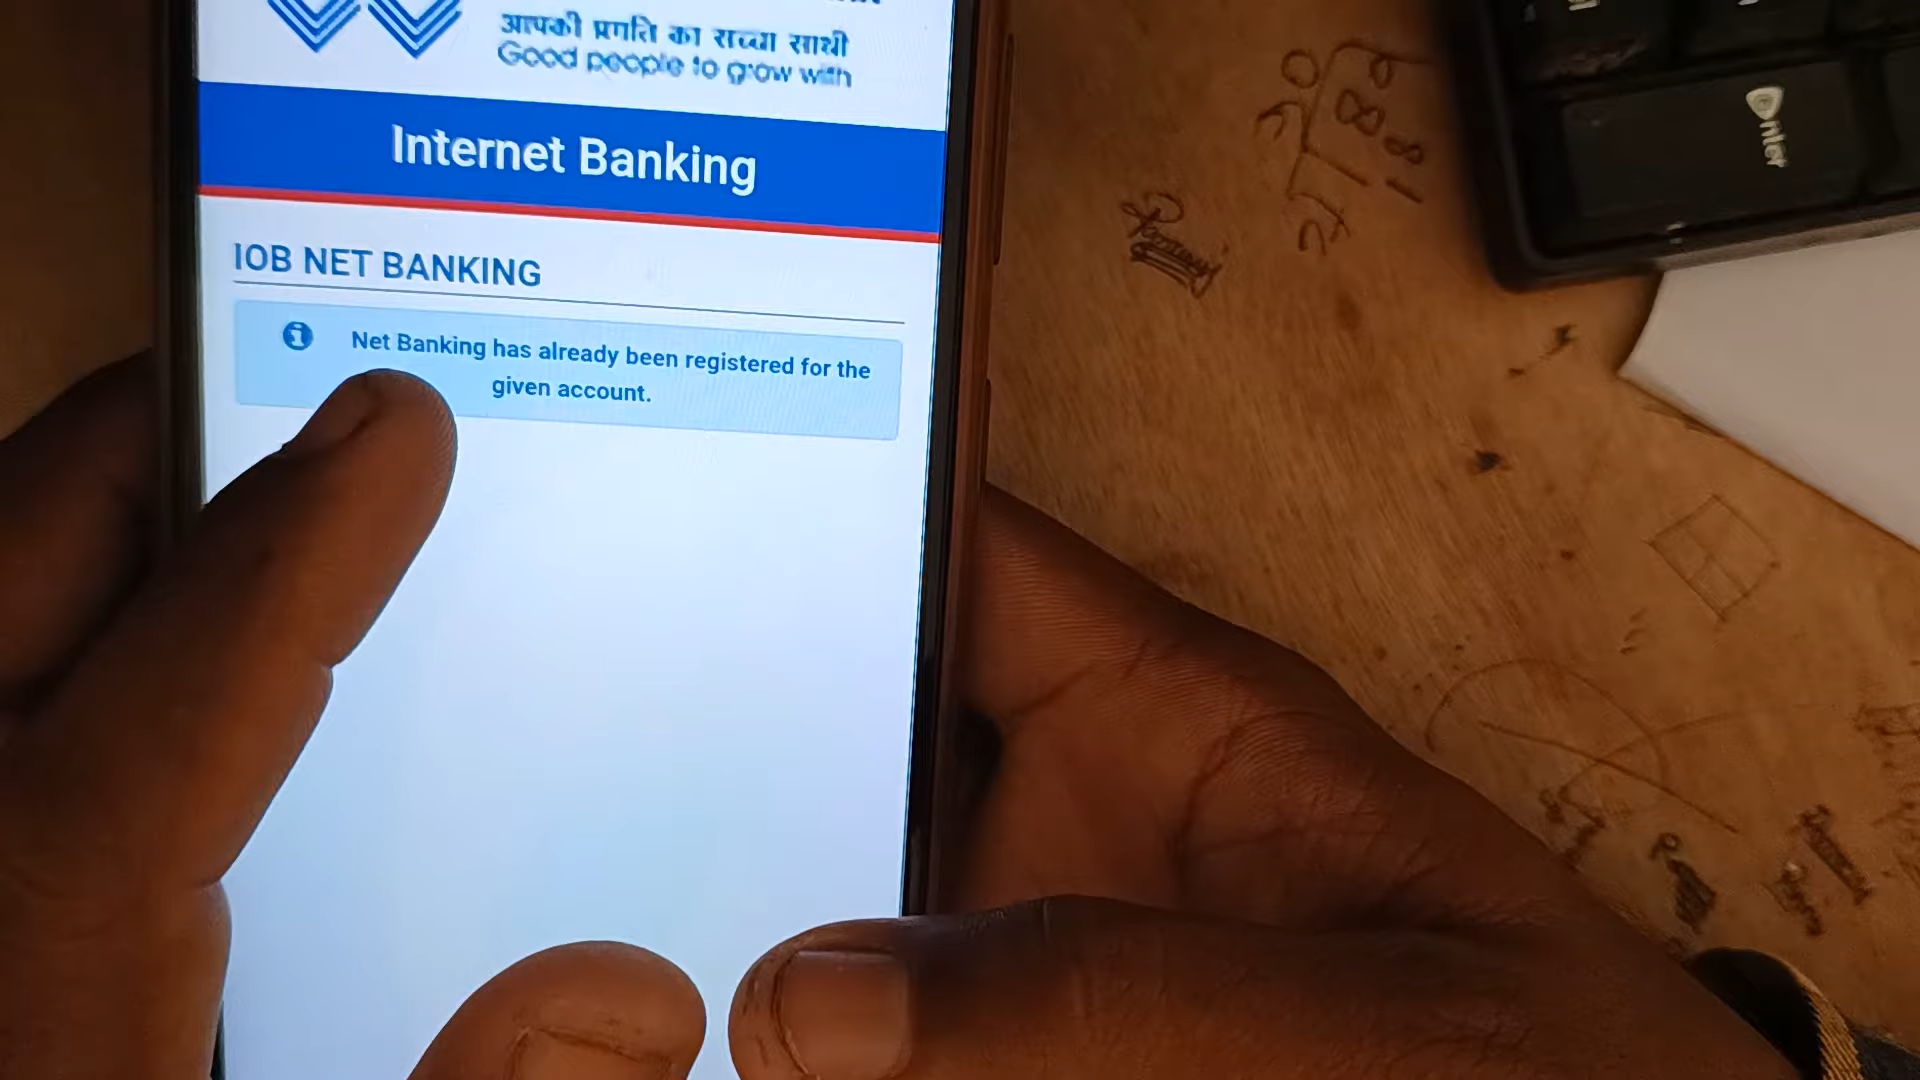 आपकी प्रगति का सच्चा साथी
Good people to grow with
Internet Banking
IOB NET BANKING
Net Banking has already been registered for the
given account.
Enter